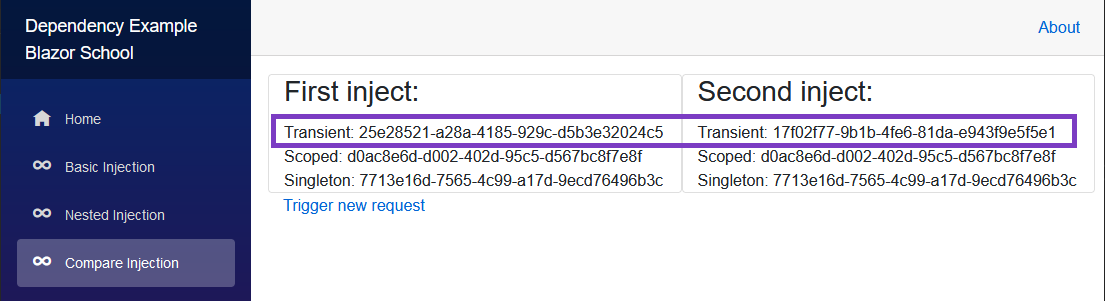 Dependency Example
Blazor School
About
Home
Basic Injection
Nested Injection
Compare Injection
First inject:
Transient: 25e28521-a28a-4185-929c-d5b3e32024c5
Scoped: d0ac8e6d-d002-402d-95c5-d567bc8f7e8f
Singleton: 7713e16d-7565-4c99-a17d-9ecd76496b3c
Second inject:
Transient: 17f02f77-9b1b-4fe6-81da-e943f9e5f5e1
Scoped: d0ac8e6d-d002-402d-95c5-d567bc8f7e8f
Singleton: 7713e16d-7565-4c99-a17d-9ecd76496b3c
Trigger new request